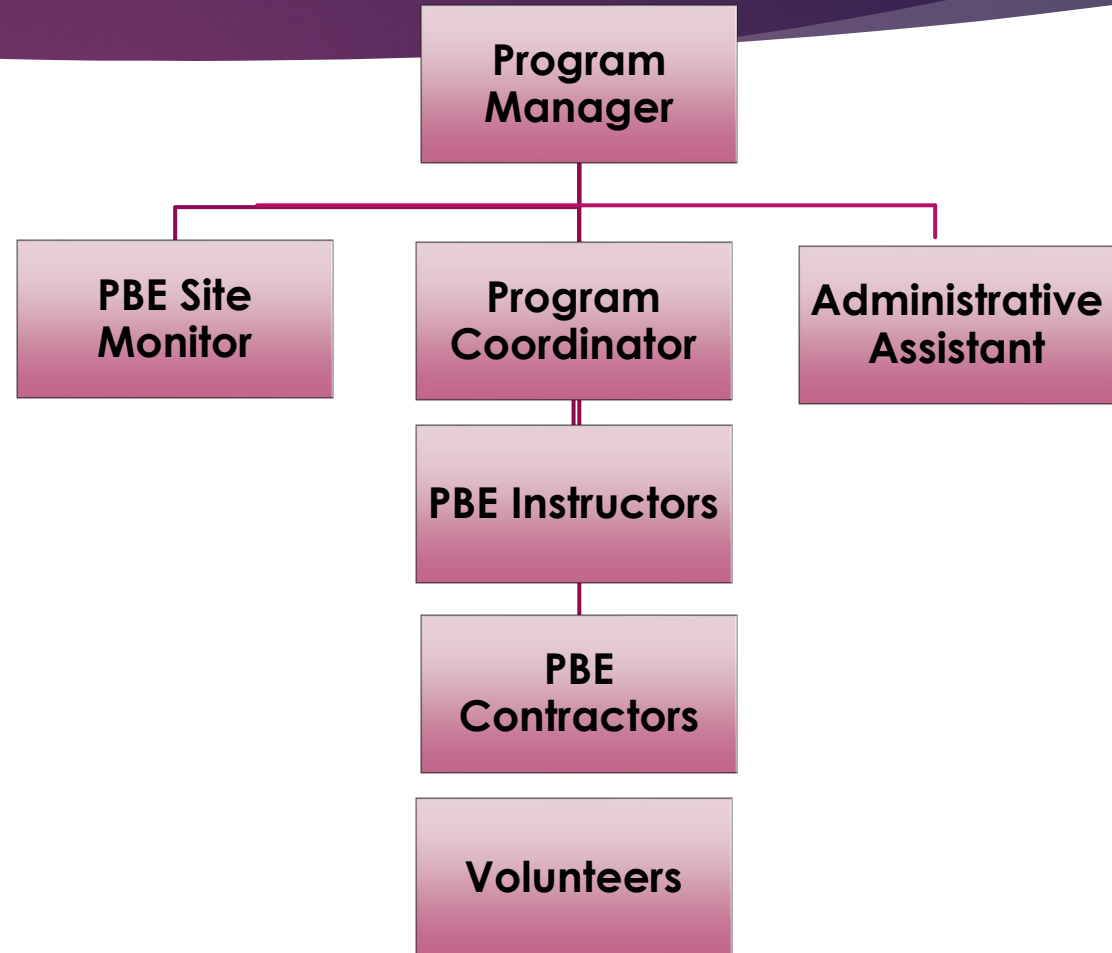 Program
Manager
PBE Site
Monitor
Program
Coordinator
Administrative
Assistant
PBE Instructors
PBE
Contractors
Volunteers